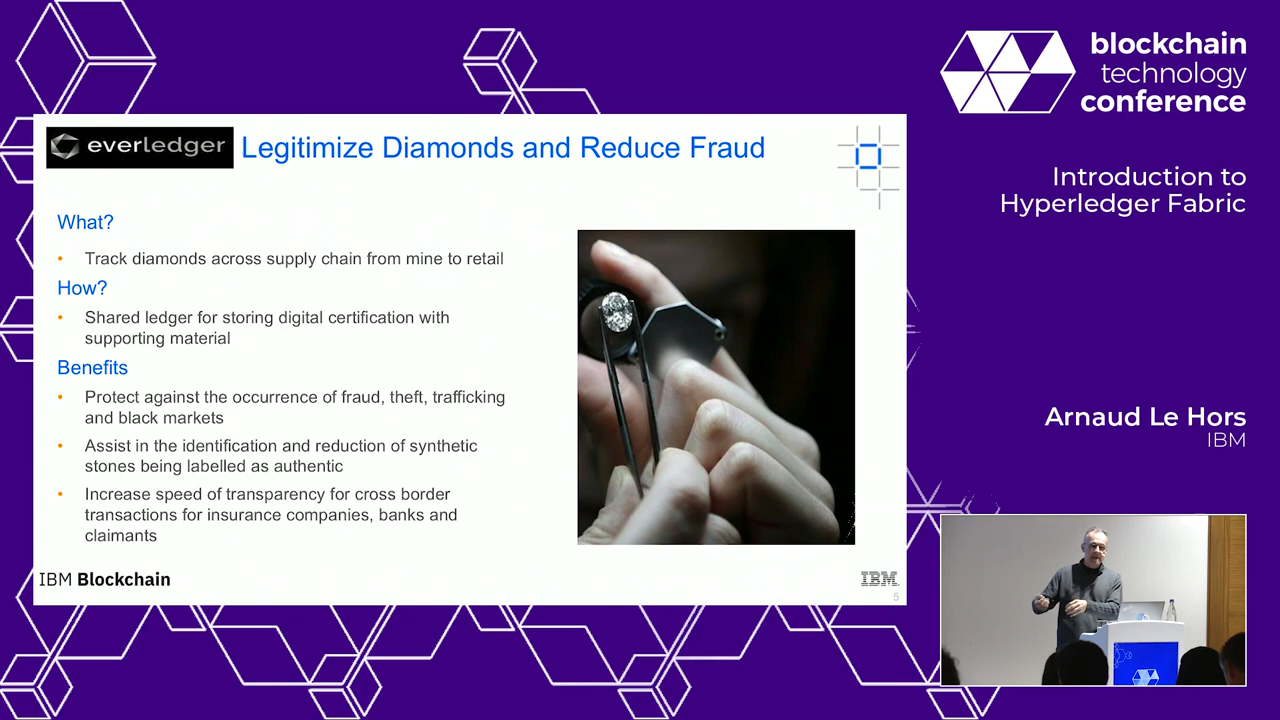 everledger
Legitimize Diamonds and Reduce Fraud
What?
• Track diamonds across supply chain from mine to retail
How?
• Shared ledger for storing digital certification with
supporting material
Benefits
• Protect against the occurrence of fraud, theft, trafficking
and black markets
• Assist in the identification and reduction of synthetic
stones being labelled as authentic
• Increase speed of transparency for cross border
transactions for insurance companies, banks and
claimants
IBM Blockchain
IBM
5
blockchain
technology
conference
Introduction to
Hyperledger Fabric
Arnaud Le Hors
IBM